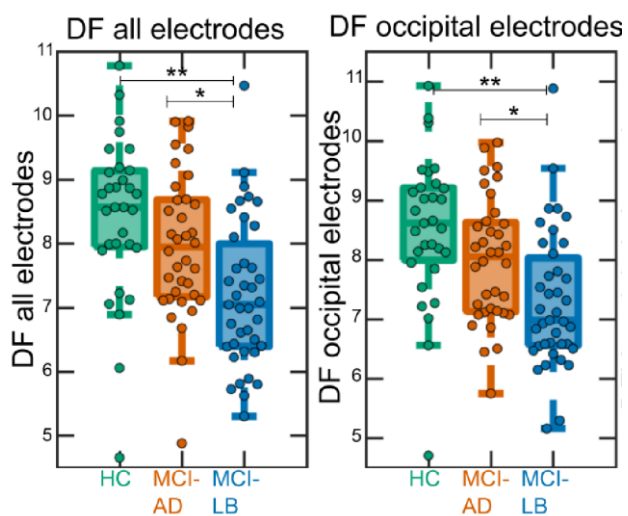 DF all electrodes
DF all electrodes
11
10
9
8
7
6
5
**
*
HC
MCI-
AD
MCI-
LB
DF occipital electrodes
DF occipital electrodes
11
10
9
8
7
6
5
**
*
HC
MCI-
AD
MCI-
LB